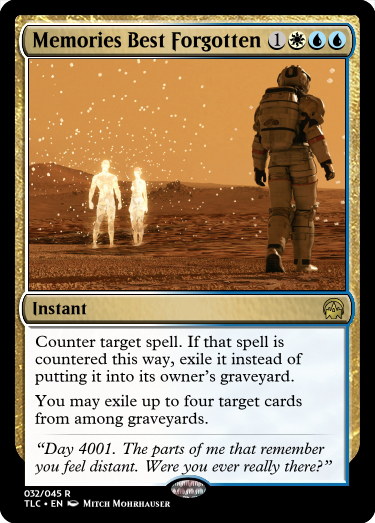 Memories Best Forgotten 1
Instant
Counter target spell. If that spell is
countered this way, exile it instead of
putting it into its owner's graveyard.
You may exile up to four target cards
from among graveyards.
“Day 4001. The parts of me that remember
you feel distant. Were you ever really there?”
032/045 R
TLC • EN Mitch Mohrhauser